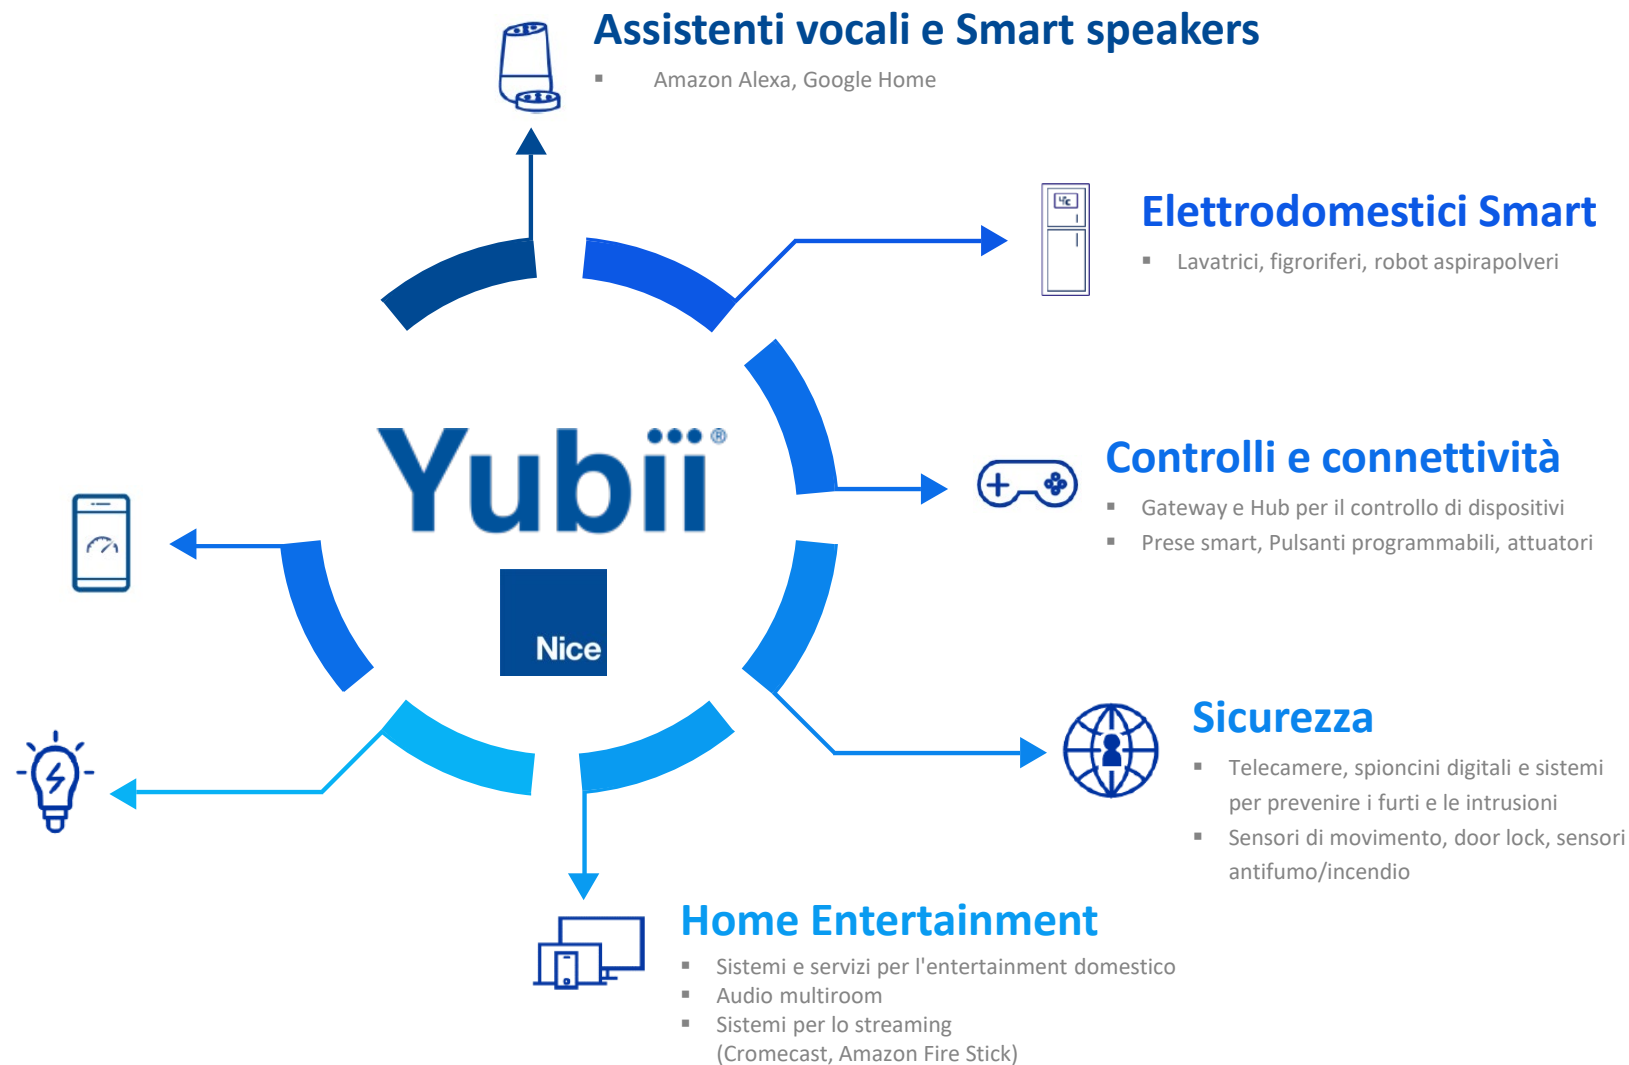 Assistenti vocali e Smart speakers
▪ Amazon Alexa, Google Home
Elettrodomestici Smart
▪ Lavatrici, figroriferi, robot aspirapolveri
Yubii®
Nice
Controlli e connettività
▪ Gateway e Hub per il controllo di dispositivi
▪ Prese smart, Pulsanti programmabili, attuatori
Sicurezza
▪ Telecamere, spioncini digitali e sistemi
per prevenire i furti e le intrusioni
▪ Sensori di movimento, door lock, sensori
antifumo/incendio
Home Entertainment
▪ Sistemi e servizi per l'entertainment domestico
▪ Audio multiroom
▪ Sistemi per lo streaming
(Cromecast, Amazon Fire Stick)